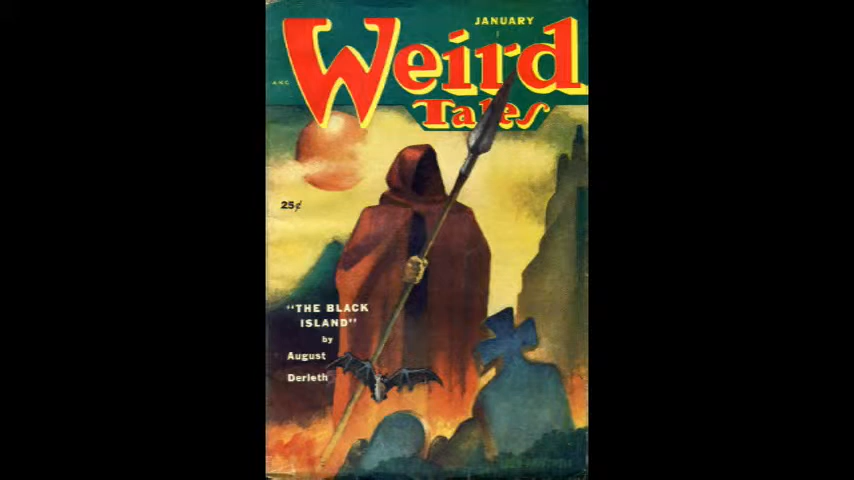 JANUARY
Weird
Tales
25¢
"THE BLACK
ISLAND"
by
August
Derleth